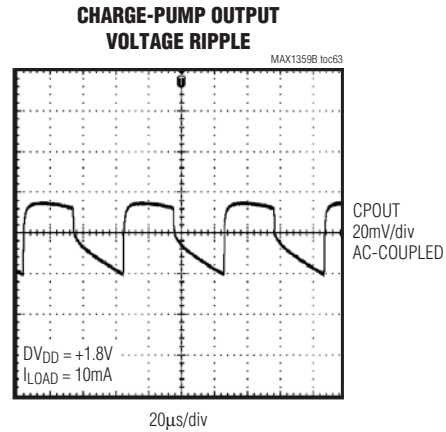 CHARGE-PUMP OUTPUT
VOLTAGE RIPPLE
MAX1359B toc63
T
CPOUT
20mV/div
AC-COUPLED
DVDD = +1.8V
ILOAD = 10mA
20μs/div